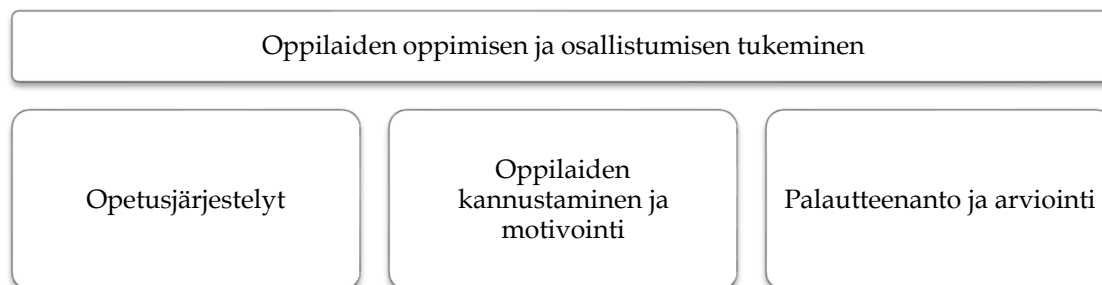 Oppilaiden oppimisen ja osallistumisen tukeminen
Opetusjärjestelyt
Oppilaiden
kannustaminen ja
motivointi
Palautteenanto ja arviointi